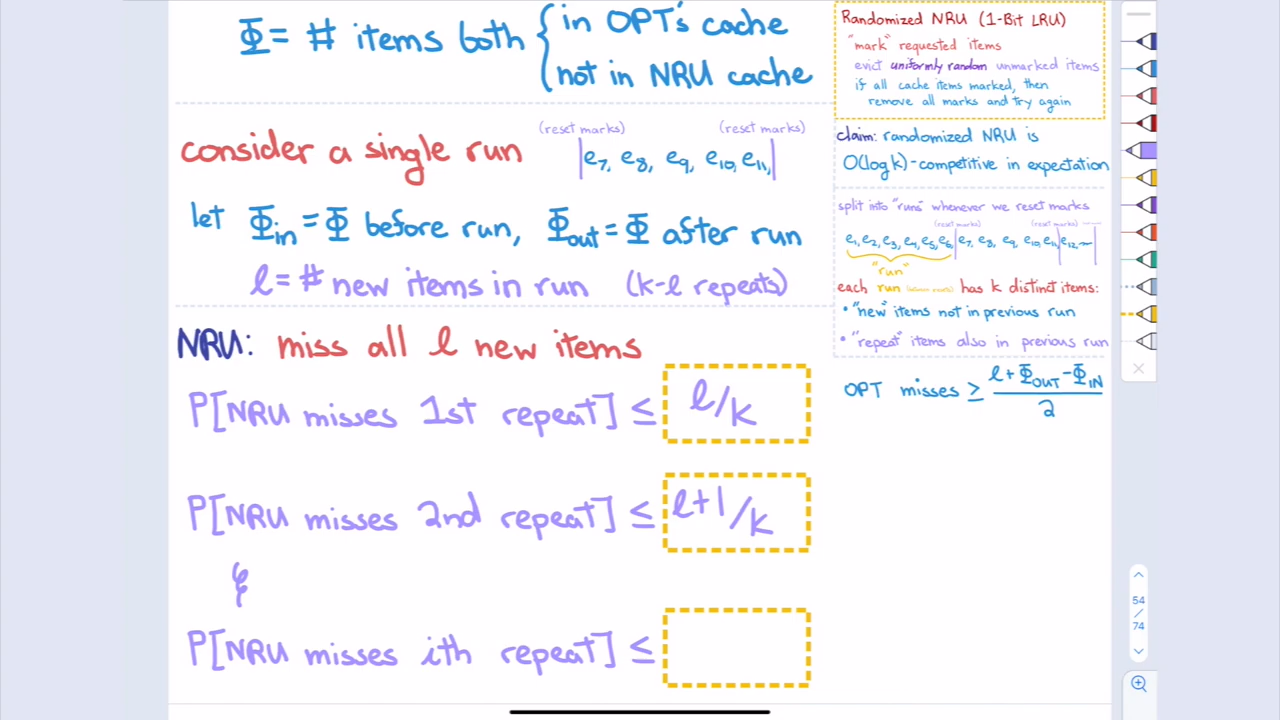 Φ = # items both { in OPT's cache
not in NRU cache
consider a single run
(reset marks) (reset marks)
| e7, e8, e9, e10, e11, |
let Φin = Φ before run, Φout = Φ after run
l = # new items in run (k-l repeats)
NRU: miss all l new items
P[NRU misses 1st repeat] ≤ l/k
P[NRU misses 2nd repeat] ≤ l+1/k
P[NRU misses ith repeat] ≤
Randomized NRU (1-Bit LRU)
"mark" requested items
evict uniformly random unmarked items
if all cache items marked, then
remove all marks and try again
claim: randomized NRU is
O(log k)-competitive in expectation
split into "runs" whenever we reset marks
(reset marks) (reset marks)
e1, e2, e3, e4, e5, e6, | e7, e8, e9, e10, e11, | e12, ~ |
"run"
each run has k distinct items:
• "new" items not in previous run
• "repeat" items also in previous run
OPT misses ≥ l + ΦOUT - ΦIN
2
54
/
74